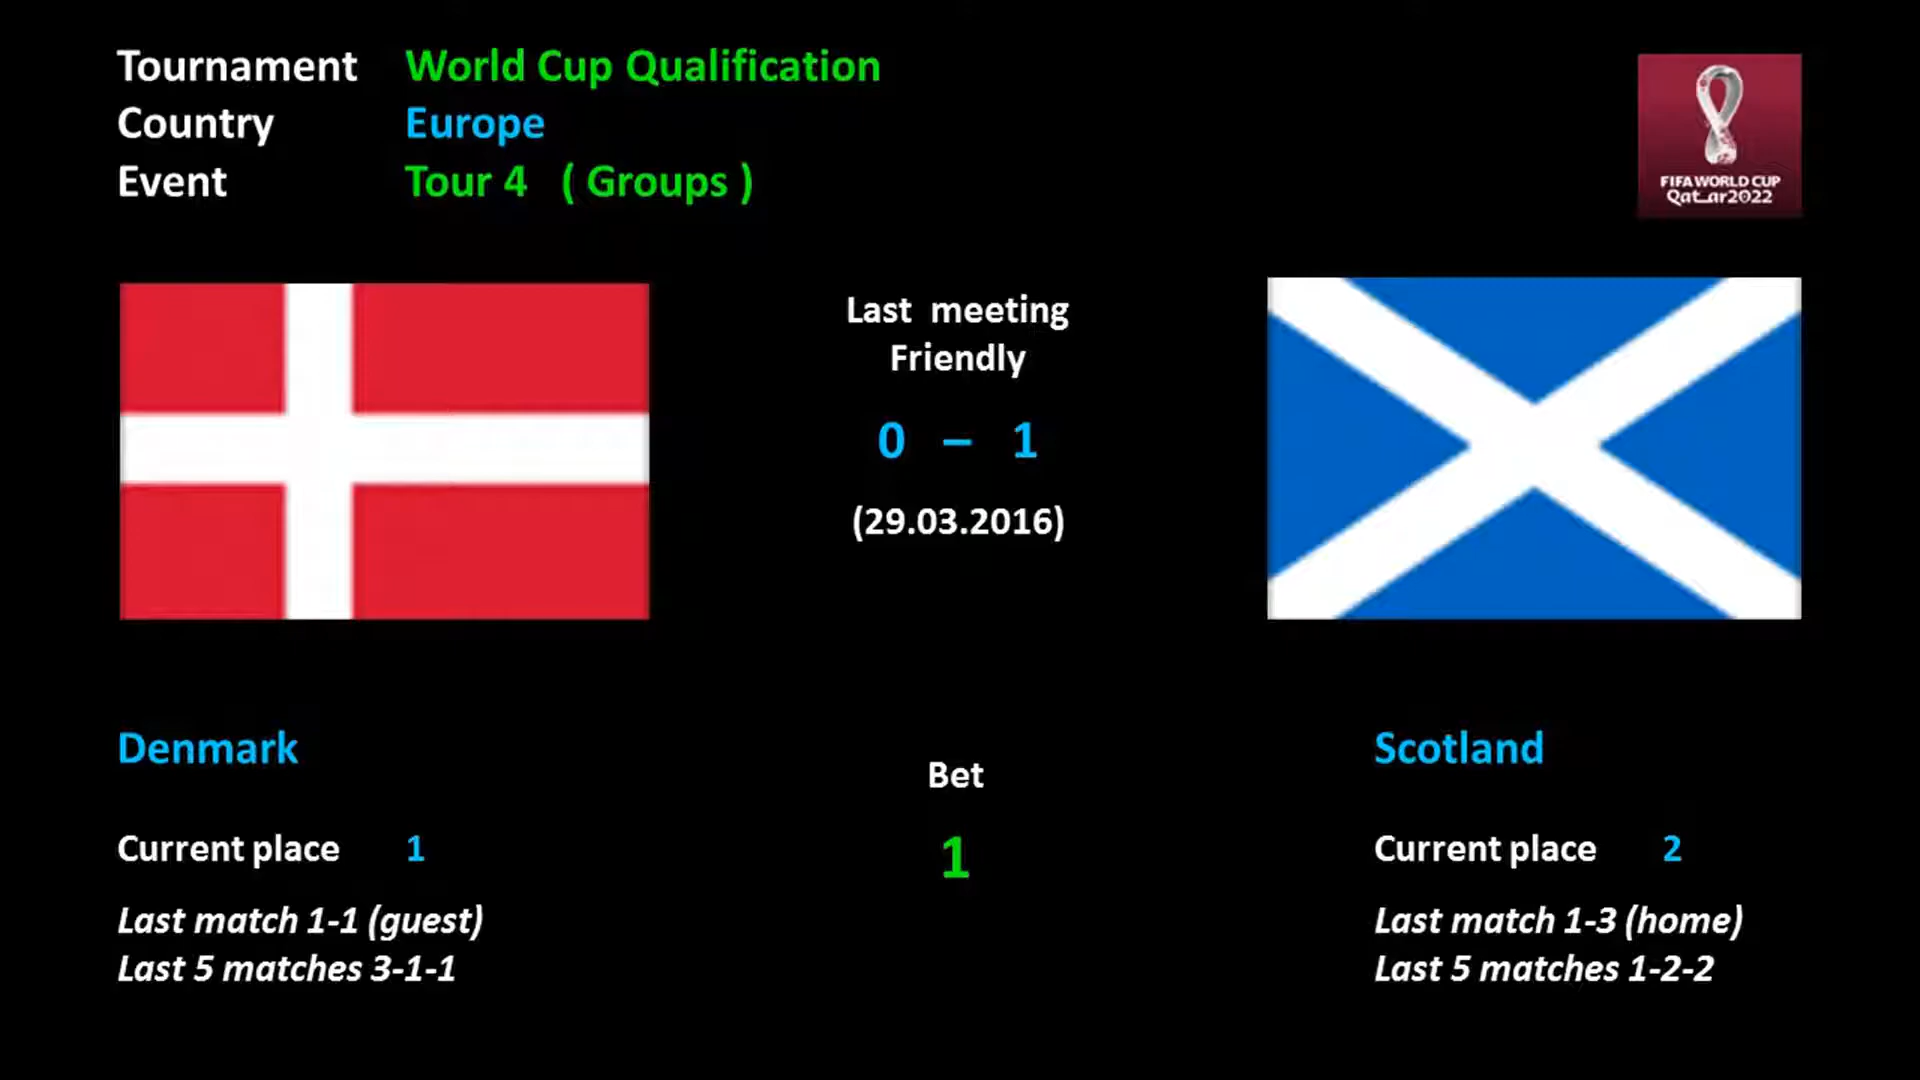 Tournament World Cup Qualification
Country Europe
Event Tour 4 ( Groups )
FIFA WORLD CUP
Qatar2022
Last meeting
Friendly
0 – 1
(29.03.2016)
Denmark
Scotland
Bet
1
Current place 1
Last match 1-1 (guest)
Last 5 matches 3-1-1
Current place 2
Last match 1-3 (home)
Last 5 matches 1-2-2